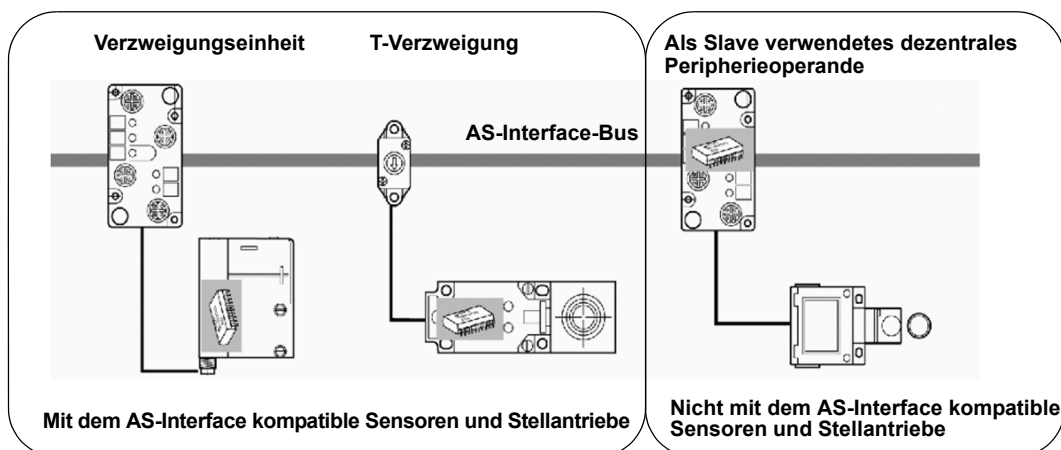 Verzweigungseinheit
T-Verzweigung
Als Slave verwendetes dezentrales
Peripherieoperande
AS-Interface-Bus
Mit dem AS-Interface kompatible Sensoren und Stellantriebe
Nicht mit dem AS-Interface kompatible
Sensoren und Stellantriebe